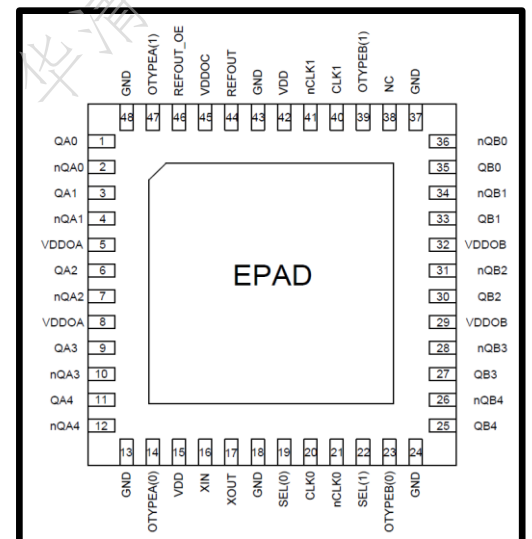 华清
GND OTYPEA(1) REFOUT_OE VDDOC REFOUT GND VDD nCLK1 CLK1 OTYPEB(1) NC GND
48 47 46 45 44 43 42 41 40 39 38 37
QA0 1 36 nQB0
nQA0 2 35 QB0
QA1 3 34 nQB1
nQA1 4 33 QB1
VDDOA 5 32 VDDOB
QA2 6 31 nQB2
nQA2 7 30 QB2
VDDOA 8 29 VDDOB
QA3 9 28 nQB3
nQA3 10 27 QB3
QA4 11 26 nQB4
nQA4 12 25 QB4
EPAD
13 14 15 16 17 18 19 20 21 22 23 24
GND OTYPEA(0) VDD XIN XOUT GND SEL(0) CLK0 nCLK0 SEL(1) OTYPEB(0) GND